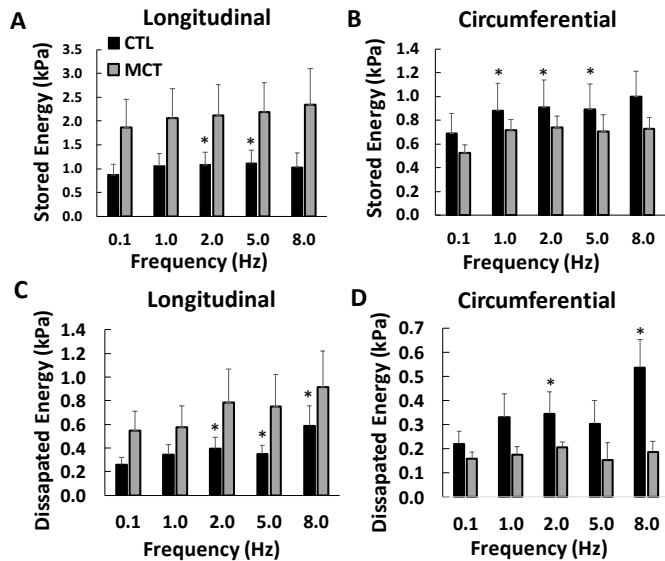 A
Longitudinal
CTL
MCT
Stored Energy (kPa)
3.5
3.0
2.5
2.0
1.5
1.0
0.5
0.0
* *
0.1 1.0 2.0 5.0 8.0
Frequency (Hz)
B
Circumferential
Stored Energy (kPa)
1.4
1.2
1.0
0.8
0.6
0.4
0.2
0.0
* * *
0.1 1.0 2.0 5.0 8.0
Frequency (Hz)
C
Longitudinal
Dissapated Energy (kPa)
1.4
1.2
1.0
0.8
0.6
0.4
0.2
0.0
* * *
0.1 1.0 2.0 5.0 8.0
Frequency (Hz)
D
Circumferential
Dissapated Energy (kPa)
0.7
0.6
0.5
0.4
0.3
0.2
0.1
0.0
* *
0.1 1.0 2.0 5.0 8.0
Frequency (Hz)